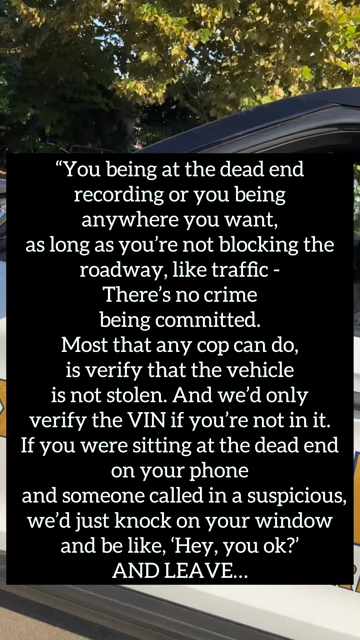 “You being at the dead end
recording or you being
anywhere you want,
as long as you’re not blocking the
roadway, like traffic -
There’s no crime
being committed.
Most that any cop can do,
is verify that the vehicle
is not stolen. And we’d only
verify the VIN if you’re not in it.
If you were sitting at the dead end
on your phone
and someone called in a suspicious,
we’d just knock on your window
and be like, ‘Hey, you ok?’
AND LEAVE...